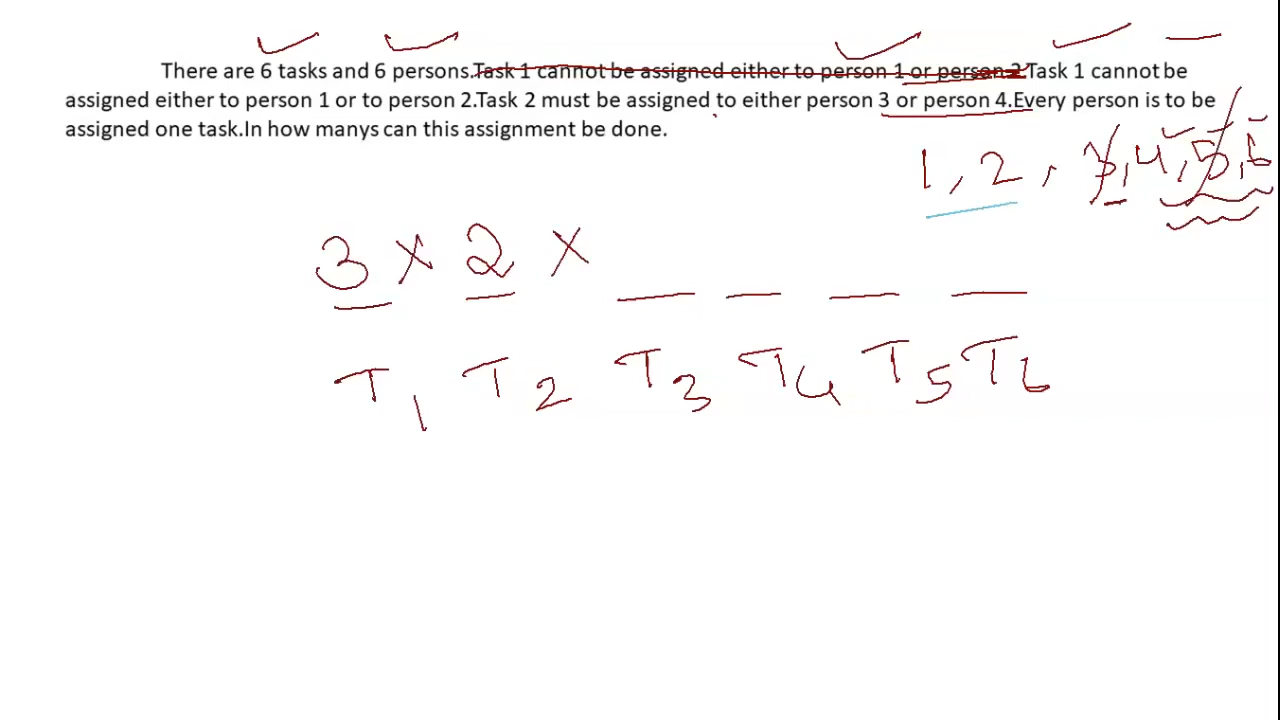 There are 6 tasks and 6 persons.Task 1 cannot be assigned either to person 1 or person 2 Task 1 cannot be
assigned either to person 1 or to person 2.Task 2 must be assigned to either person 3 or person 4.Every person is to be
assigned one task.In how manys can this assignment be done.
1, 2, 3, 4, 5, 6
3 × 2 ×
T1 T2 T3 T4 T5 T6